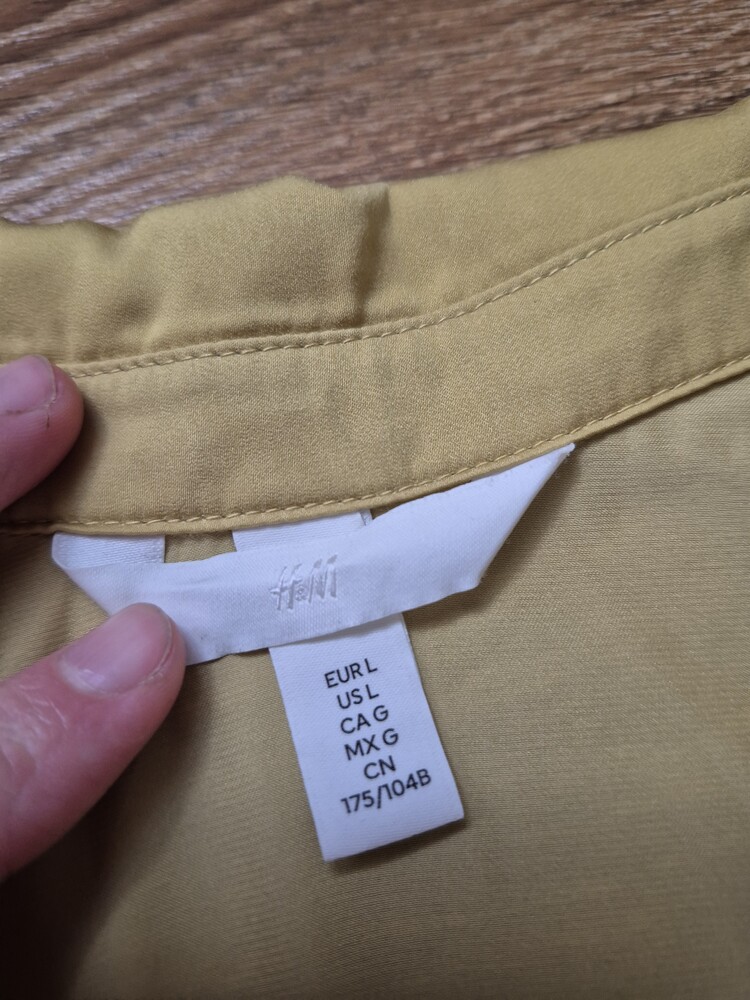 H&M
EUR L
US L
CA G
MX G
CN
175/104B